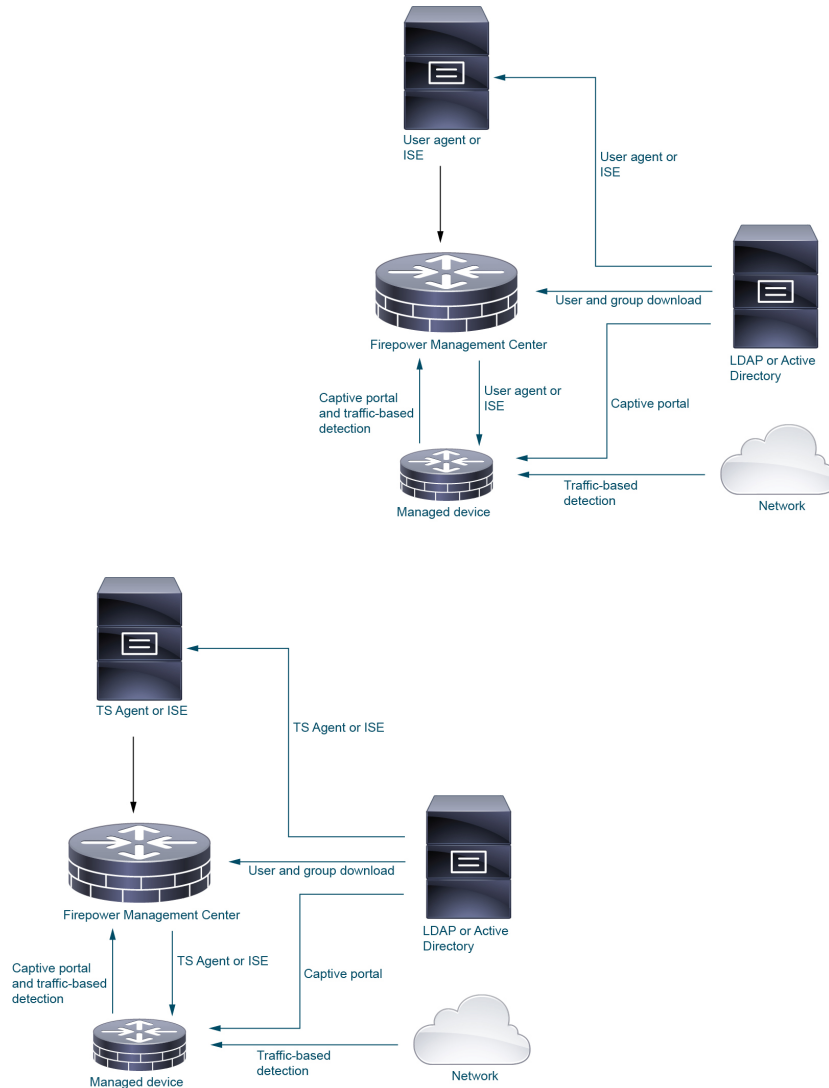 User agent or
ISE
User agent or
ISE
User and group download
Firepower Management Center
LDAP or Active
Directory
Captive portal
and traffic-based
detection
User agent or
ISE
Captive portal
Traffic-based
detection
Managed device
Network
TS Agent or ISE
TS Agent or ISE
User and group download
Firepower Management Center
LDAP or Active
Directory
Captive portal
and traffic-based
detection
TS Agent or ISE
Captive portal
Traffic-based
detection
Managed device
Network